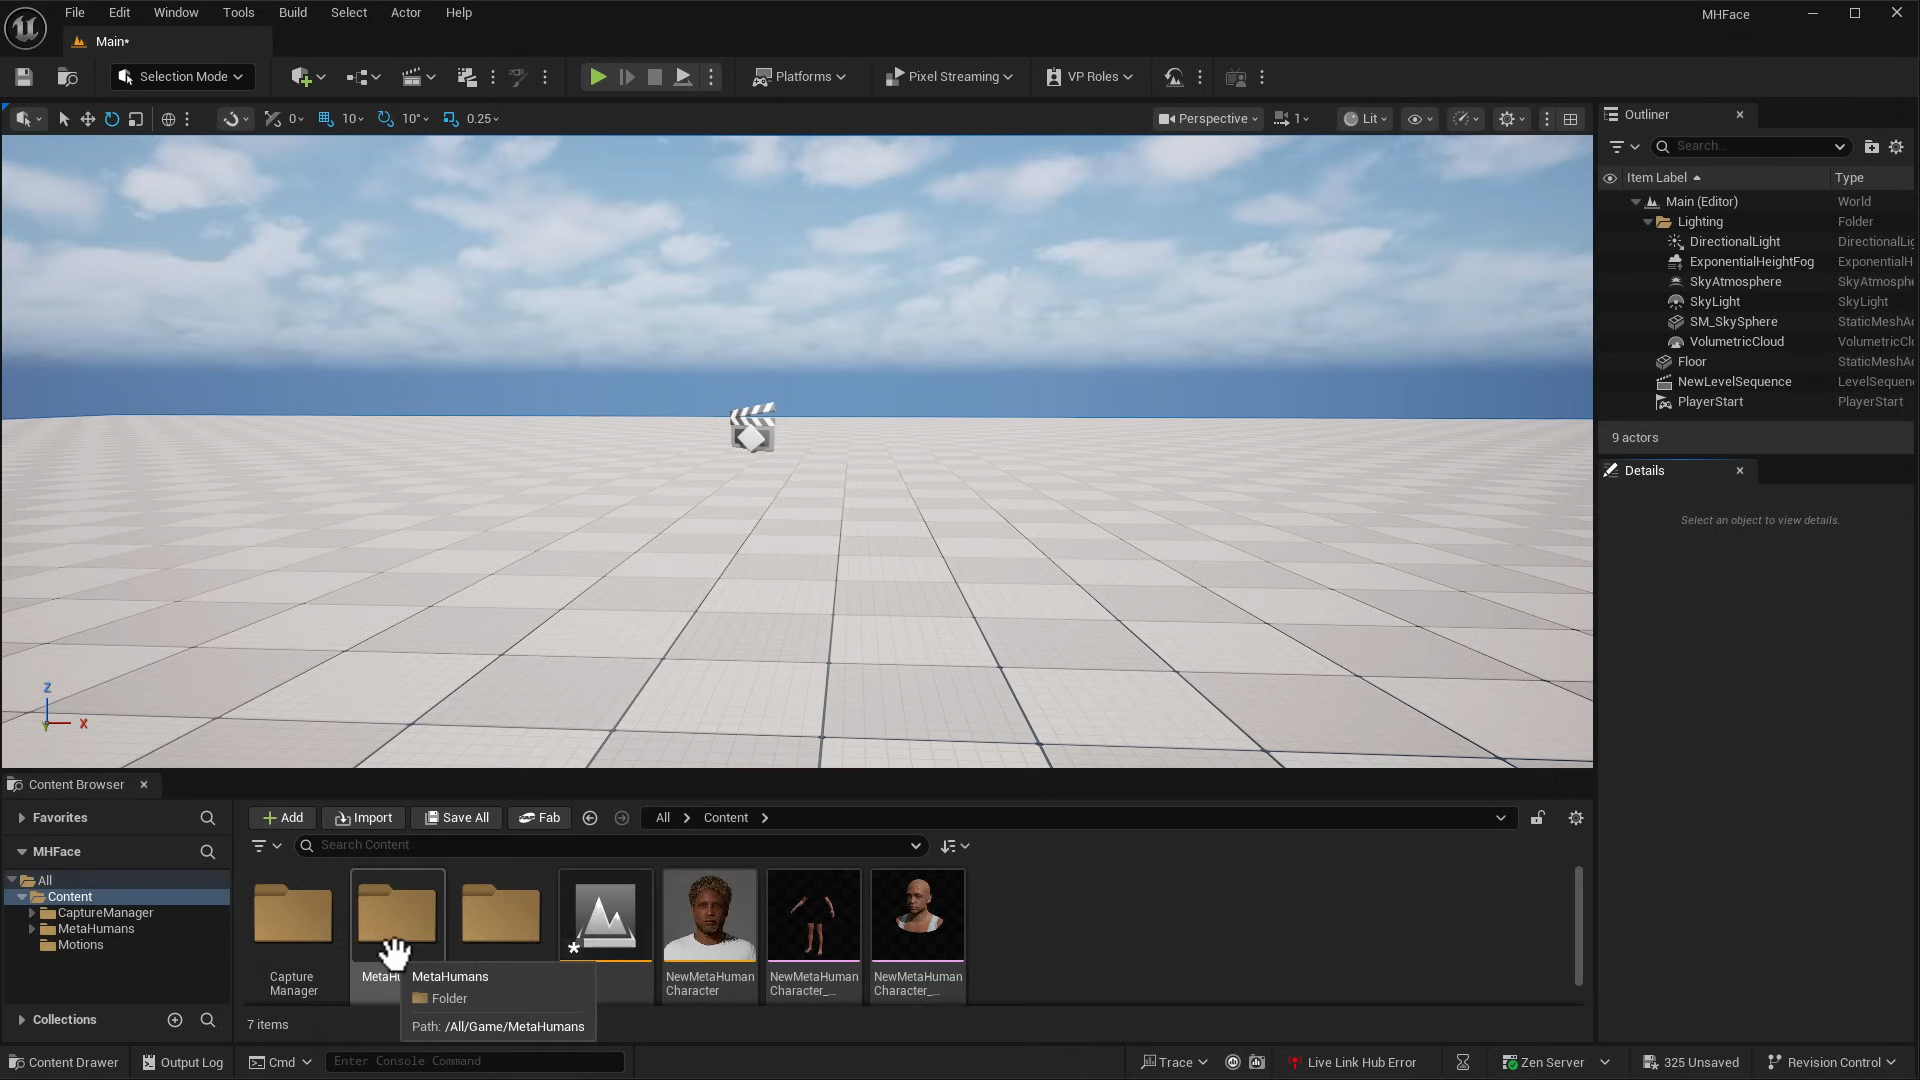 File Edit Window Tools Build Select Actor Help
MHFace
Main*
Selection Mode
Platforms
Pixel Streaming
VP Roles
0 10 10° 0.25
Perspective
1
Lit
Outliner
Search...
Item Label Type
Main (Editor) World
Lighting Folder
DirectionalLight DirectionalLig
ExponentialHeightFog ExponentialH
SkyAtmosphere SkyAtmosphe
SkyLight SkyLight
SM_SkySphere StaticMeshAc
VolumetricCloud VolumetricClo
Floor StaticMeshAc
NewLevelSequence LevelSequen
PlayerStart PlayerStart
9 actors
Details
Select an object to view details.
Z
X
Content Browser
Favorites
MHFace
All
Content
CaptureManager
MetaHumans
Motions
Collections
Add Import Save All Fab
All Content
Search Content
Capture
Manager
MetaHu
MetaHumans
Folder
Path: /All/Game/MetaHumans
NewMetaHuman
Character
NewMetaHuman
Character_...
NewMetaHuman
Character_...
7 items
Content Drawer Output Log Cmd Enter Console Command
Trace Live Link Hub Error Zen Server 325 Unsaved Revision Control